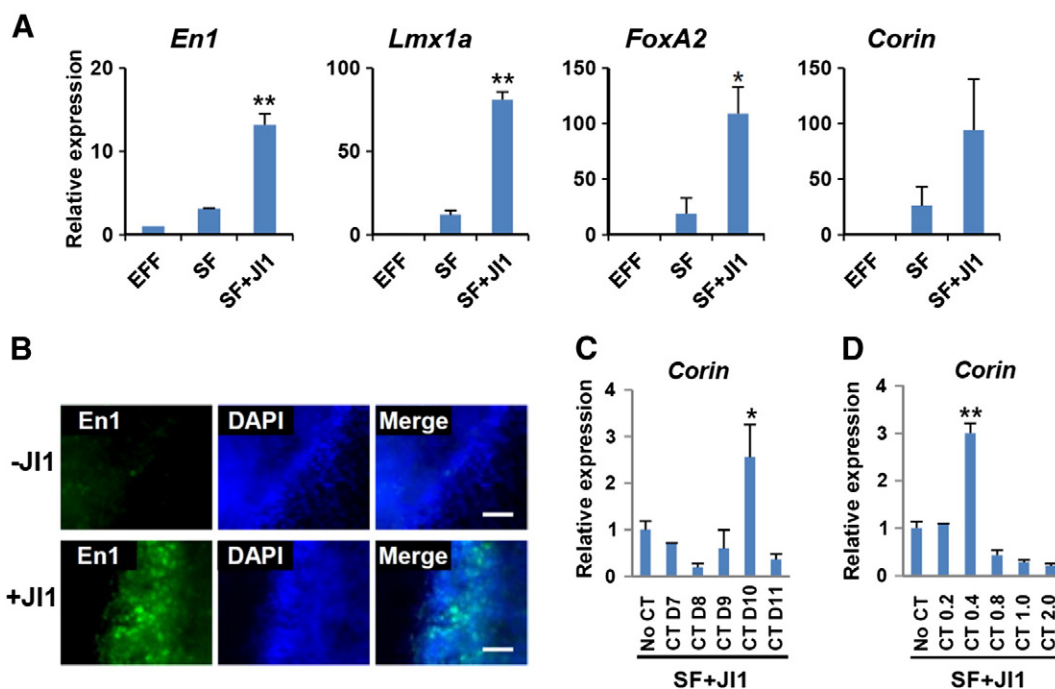 A
En1
Lmx1a
FoxA2
Corin
Relative expression
20
10
0
**
EFF
SF
SF+JI1
100
50
0
**
EFF
SF
SF+JI1
150
100
50
0
*
EFF
SF
SF+JI1
150
100
50
0
EFF
SF
SF+JI1
B
-JI1
En1
DAPI
Merge
+JI1
En1
DAPI
Merge
C
Corin
Relative expression
4
3
2
1
0
*
No CT
CT D7
CT D8
CT D9
CT D10
CT D11
SF+JI1
D
Corin
Relative expression
4
3
2
1
0
**
No CT
CT 0.2
CT 0.4
CT 0.8
CT 1.0
CT 2.0
SF+JI1